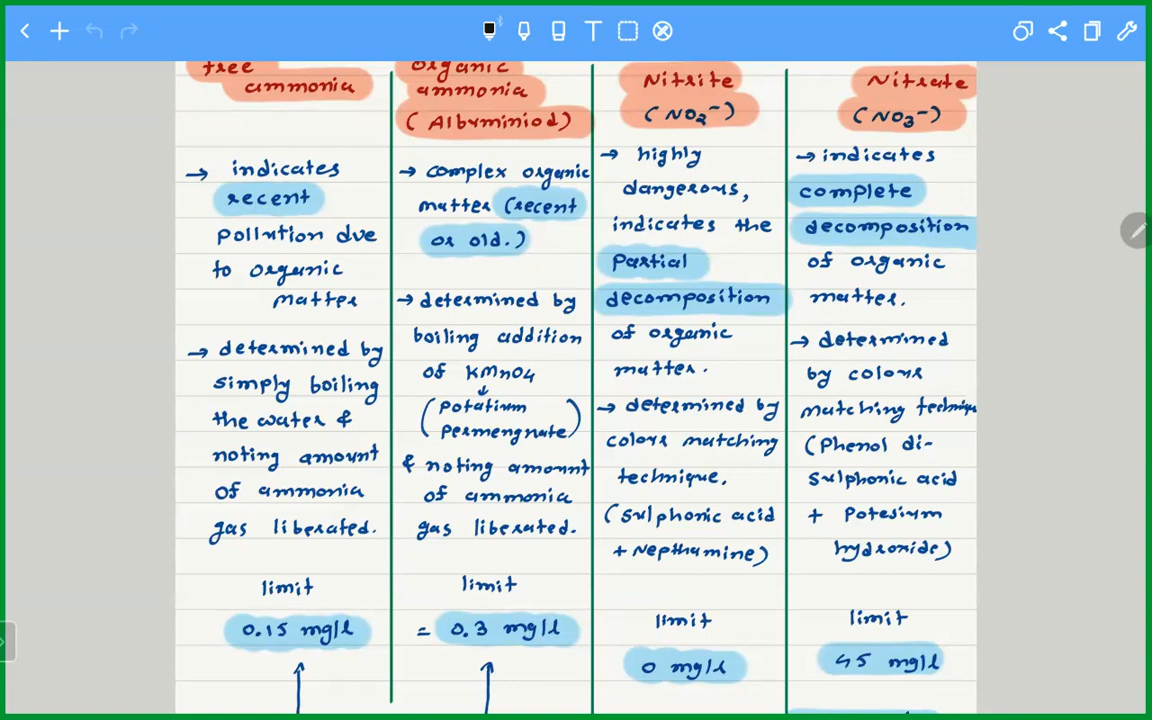 free
ammonia
→ indicates
recent
pollution due
to organic
matter
→ determined by
simply boiling
the water &
noting amount
of ammonia
gas liberated.
limit
0.15 mg/l
organic
ammonia
(Albuminiod)
→ complex organic
matter (recent
or old.)
→ determined by
boiling addition
of KMnO4
(Potatium
Permengnate)
& noting amount
of ammonia
gas liberated.
limit
= 0.3 mg/l
Nitrite
(NO2⁻)
→ highly
dangerous,
indicates the
Partial
decomposition
of organic
matter.
→ determined by
colors matching
technique.
(Sulphonic acid
+ Nepthamine)
limit
0 mg/l
Nitrate
(NO3⁻)
→ indicates
complete
decomposition
of organic
matter.
→ determined
by colors
matching technique
(Phenol di-
Sulphonic acid
+ Potesium
hydroxide)
limit
45 mg/l